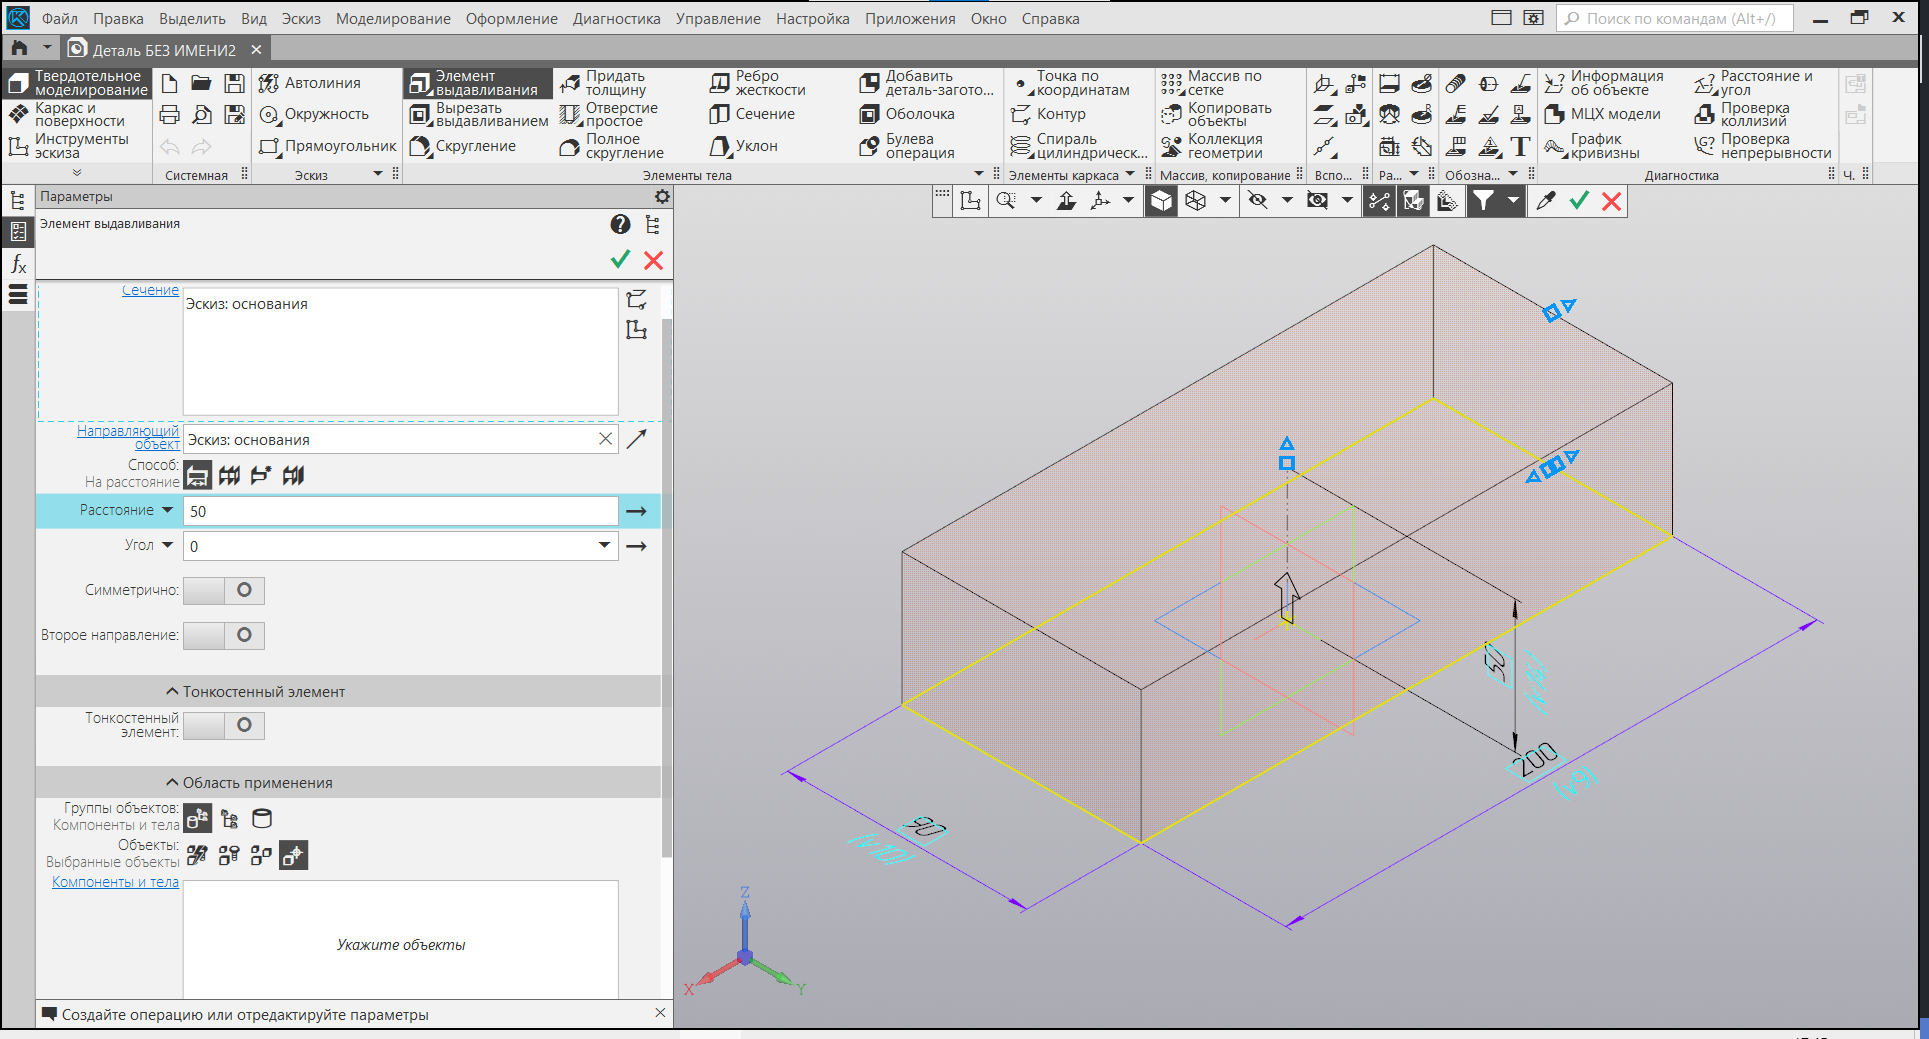 Файл Правка Выделить Вид Эскиз Моделирование Оформление Диагностика Управление Настройка Приложения Окно Справка Поиск по командам (Alt+/)
Деталь БЕЗ ИМЕНИ2
Твердотельное моделирование
Каркас и поверхности
Инструменты эскиза
Системная
Автолиния
Окружность
Прямоугольник
Эскиз
Элемент выдавливания
Вырезать выдавливанием
Скругление
Придать толщину
Отверстие простое
Полное скругление
Ребро жесткости
Сечение
Уклон
Добавить деталь-загото...
Оболочка
Булева операция
Элементы тела
Точка по координатам
Контур
Спираль цилиндрическ...
Элементы каркаса
Массив по сетке
Копировать объекты
Коллекция геометрии
Массив, копирование
Вспо...
Ра...
Обозна...
Информация об объекте
МЦХ модели
График кривизны
Расстояние и угол
Проверка коллизий
Проверка непрерывности
Диагностика
Ч.
Параметры
Элемент выдавливания
Сечение
Эскиз: основания
Направляющий объект
Эскиз: основания
Способ:
На расстояние
Расстояние 50
Угол 0
Симметрично:
Второе направление:
Тонкостенный элемент
Тонкостенный элемент:
Область применения
Группы объектов:
Компоненты и тела
Объекты:
Выбранные объекты
Компоненты и тела
Укажите объекты
Создайте операцию или отредактируйте параметры
50
200
(v9)
Z
X
Y